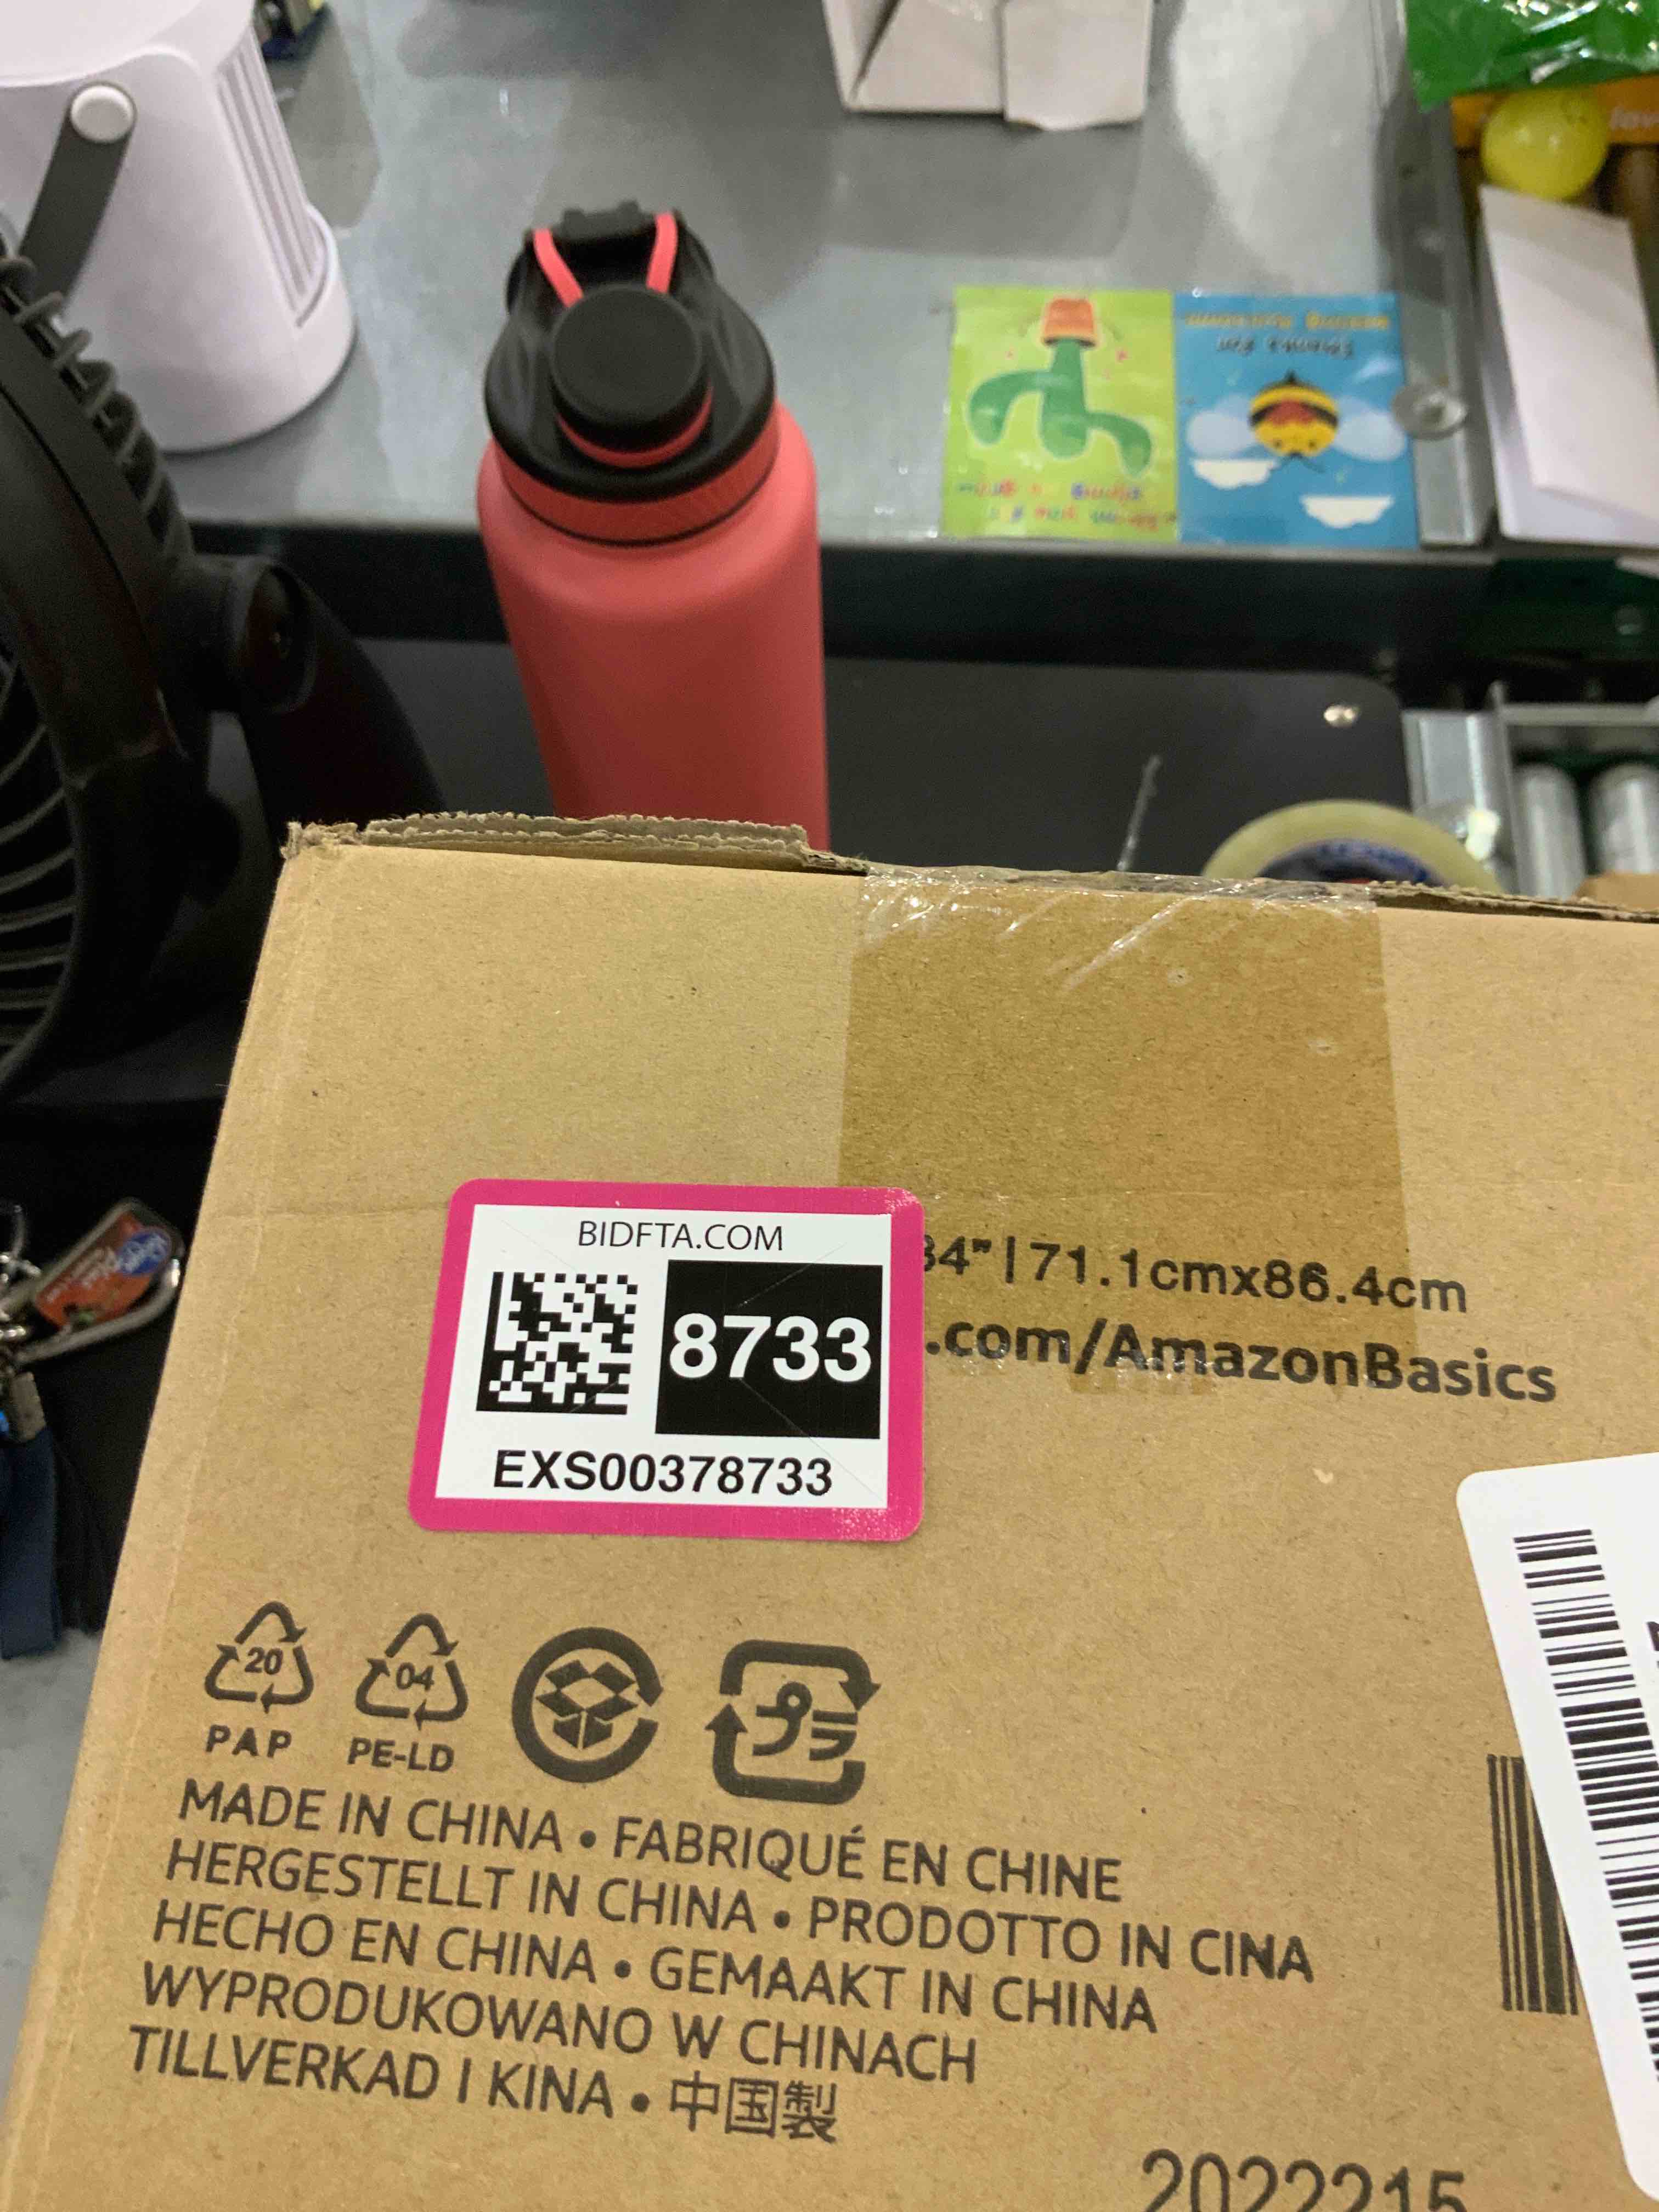 BIDFTA.COM
8733
EXS00378733
34" | 71.1cmx86.4cm
.com/AmazonBasics
20
PAP
04
PE-LD
プラ
MADE IN CHINA • FABRIQUÉ EN CHINE
HERGESTELLT IN CHINA • PRODOTTO IN CINA
HECHO EN CHINA • GEMAAKT IN CHINA
WYPRODUKOWANO W CHINACH
TILLVERKAD I KINA • 中国製
2022215